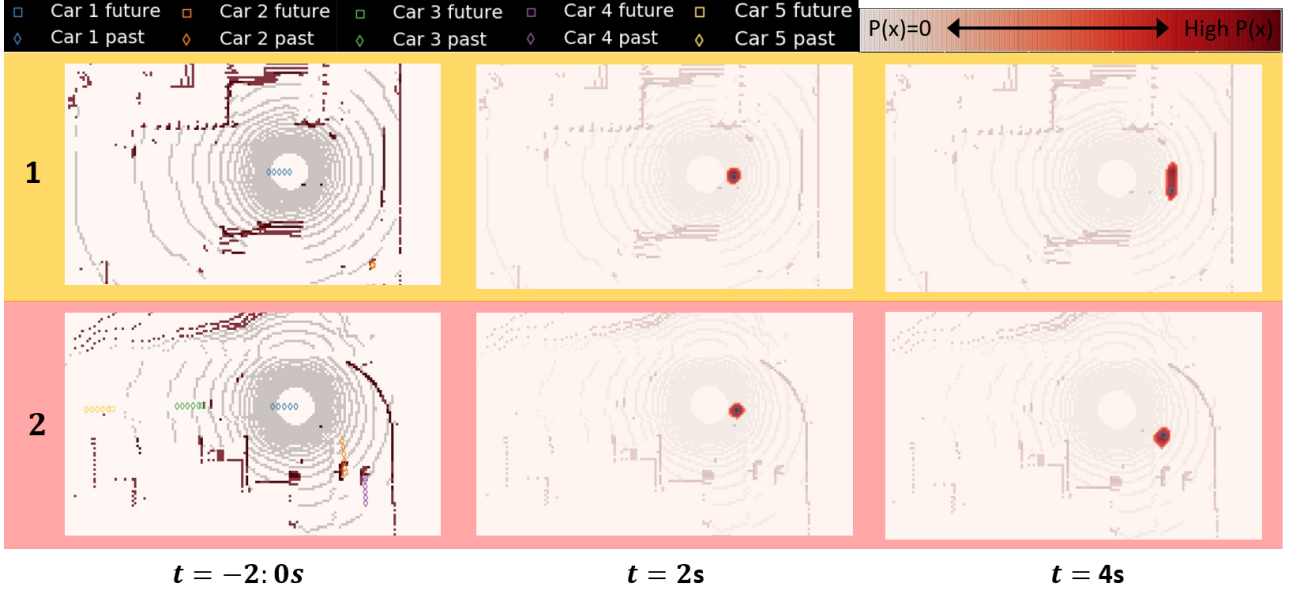 Car 1 future Car 2 future Car 3 future Car 4 future Car 5 future
Car 1 past Car 2 past Car 3 past Car 4 past Car 5 past
P(x)=0 High P(x)
1
2
t = −2: 0s t = 2s t = 4s